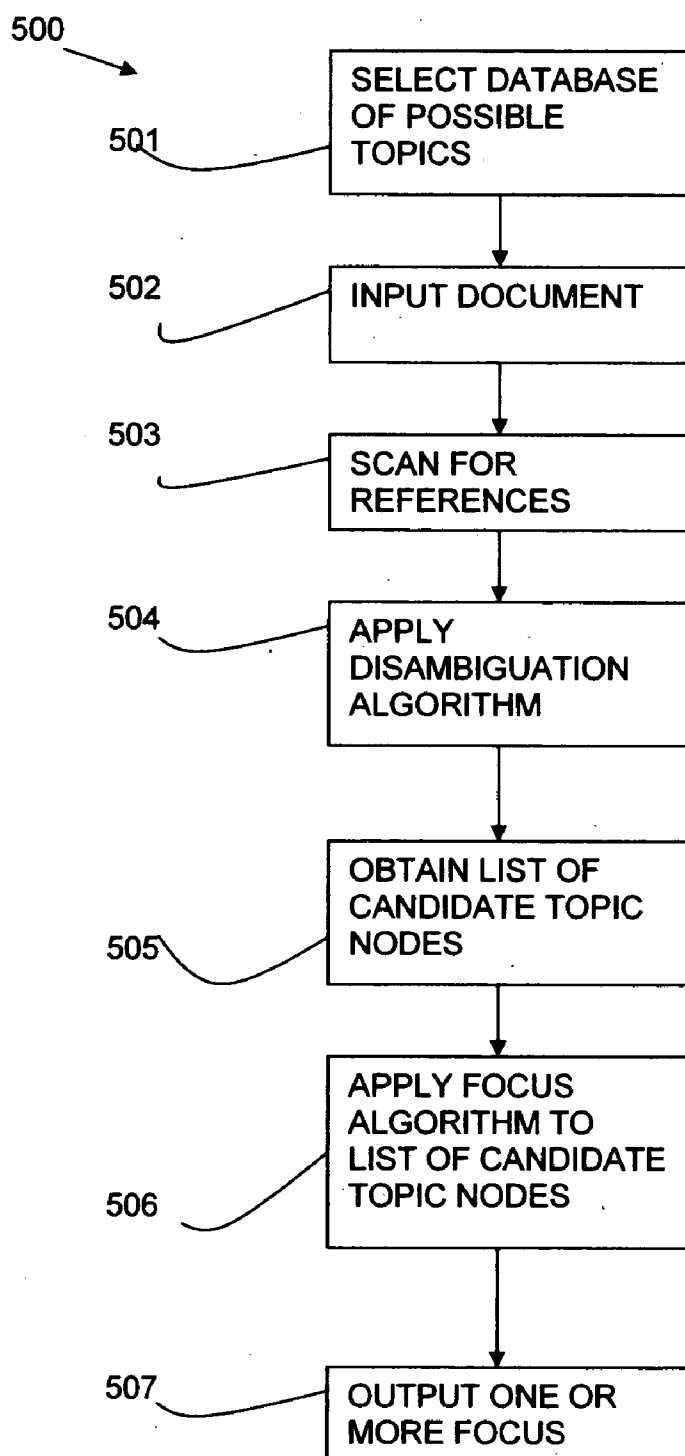 500
501
SELECT DATABASE
OF POSSIBLE
TOPICS
502
INPUT DOCUMENT
503
SCAN FOR
REFERENCES
504
APPLY
DISAMBIGUATION
ALGORITHM
505
OBTAIN LIST OF
CANDIDATE TOPIC
NODES
506
APPLY FOCUS
ALGORITHM TO
LIST OF CANDIDATE
TOPIC NODES
507
OUTPUT ONE OR
MORE FOCUS